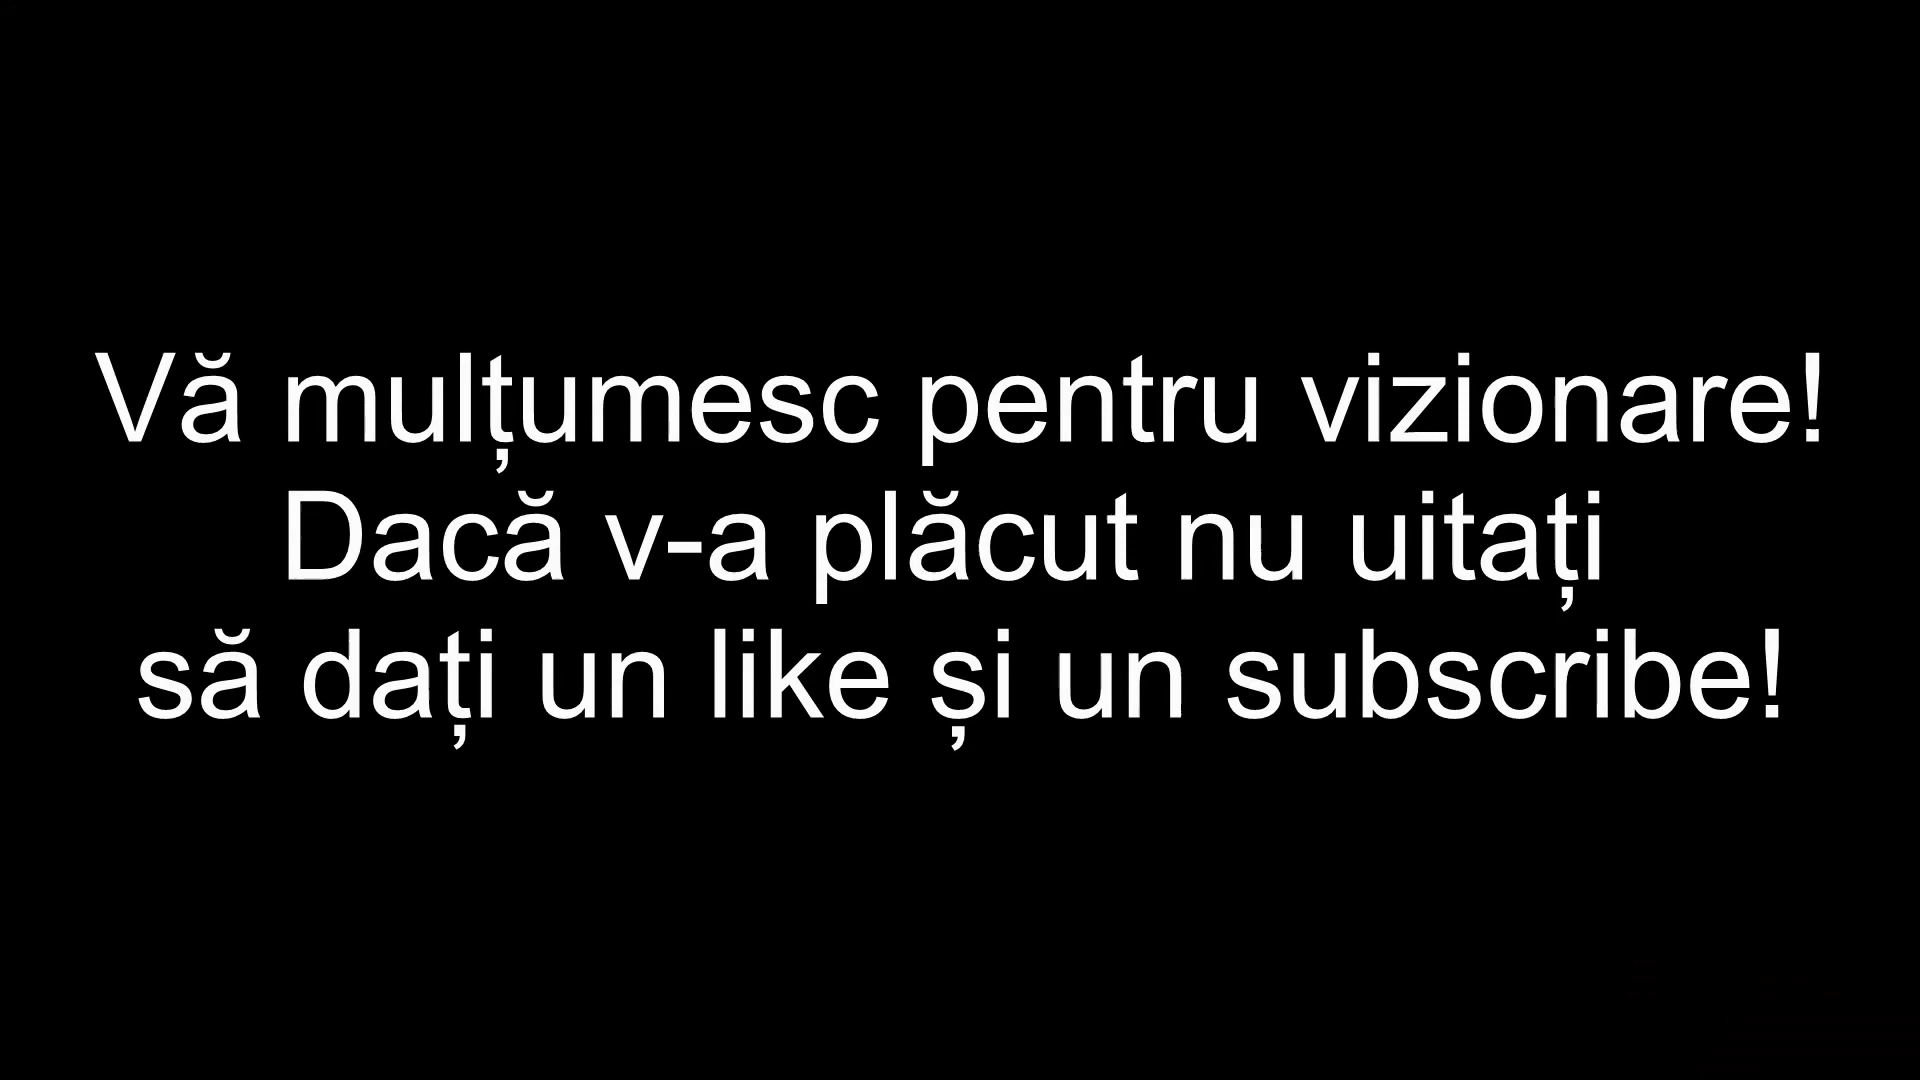 Vă mulțumesc pentru vizionare!
Dacă v-a plăcut nu uitați
să dați un like și un subscribe!